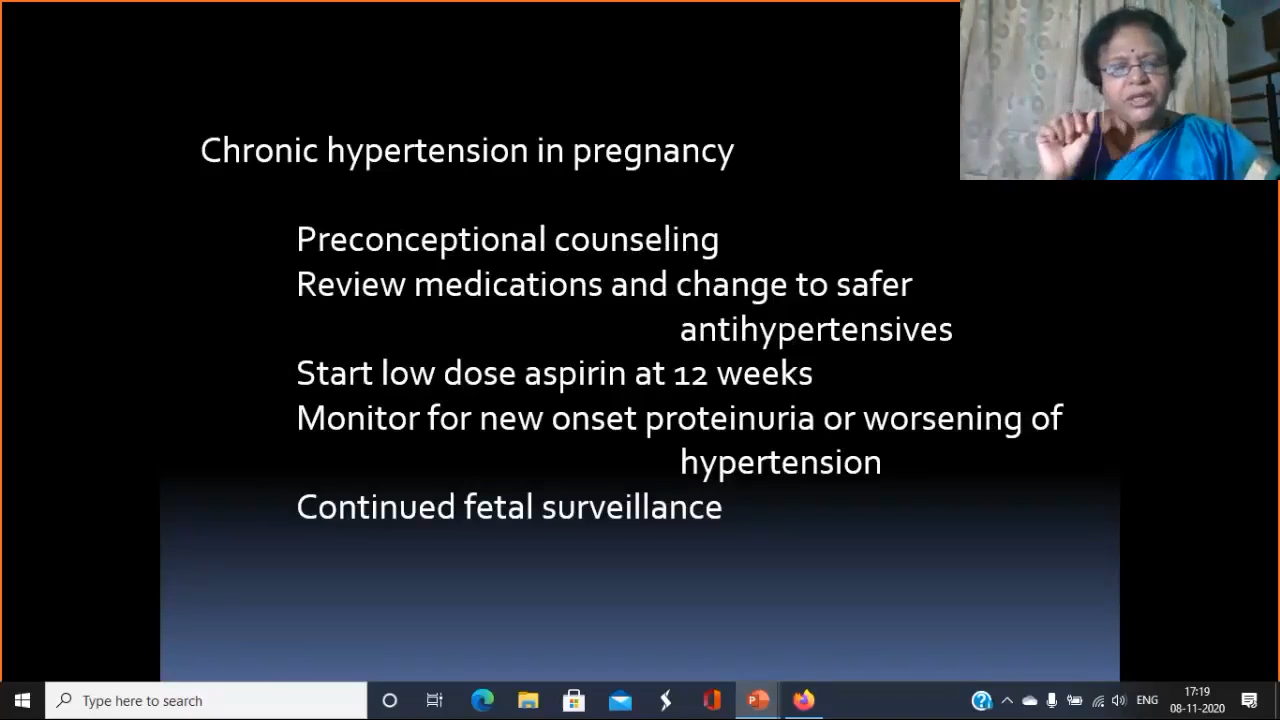 Chronic hypertension in pregnancy
Preconceptional counseling
Review medications and change to safer
antihypertensives
Start low dose aspirin at 12 weeks
Monitor for new onset proteinuria or worsening of
hypertension
Continued fetal surveillance
Type here to search
ENG
17:19
08-11-2020